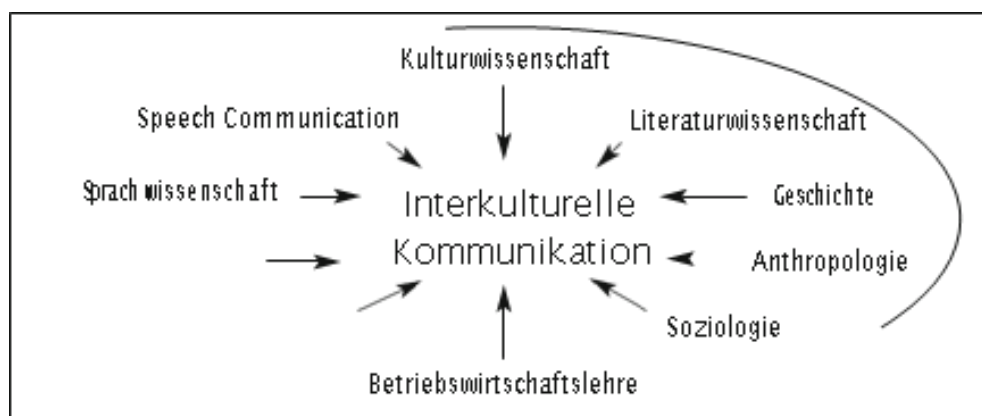 Kulturwissenschaft
Speech Communication
Literaturwissenschaft
Sprachwissenschaft
Geschichte
Interkulturelle
Kommunikation
Anthropologie
Soziologie
Betriebswirtschaftslehre